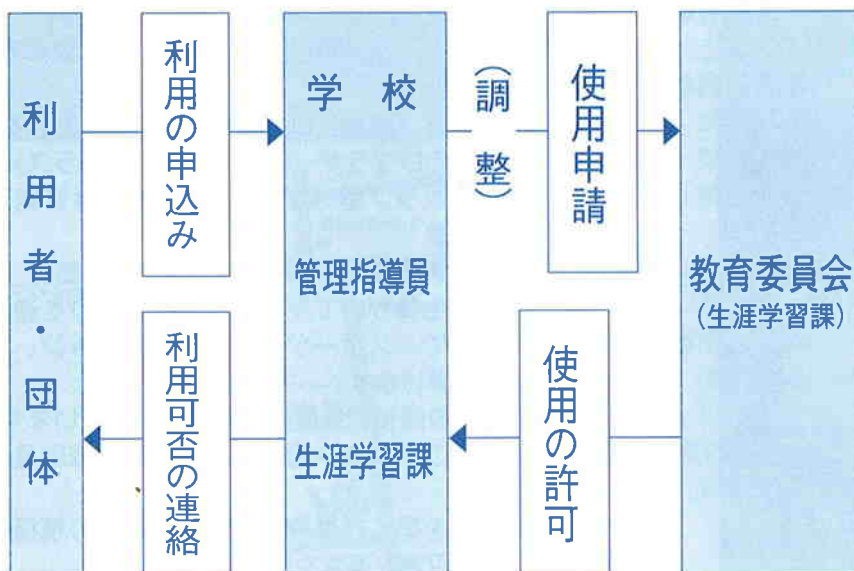 利用者・団体
利用の申込み
学校
管理指導員
生涯学習課
(調整)
使用申請
教育委員会
(生涯学習課)
使用の許可
利用可否の連絡